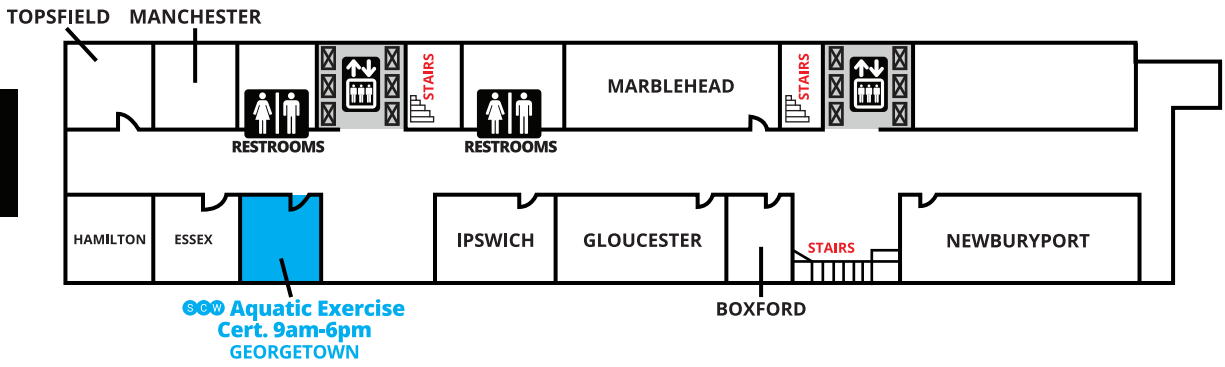 TOPSFIELD MANCHESTER
STAIRS
MARBLEHEAD
STAIRS
RESTROOMS
RESTROOMS
HAMILTON
ESSEX
IPSWICH
GLOUCESTER
STAIRS
NEWBURYPORT
BOXFORD
SCW Aquatic Exercise
Cert. 9am-6pm
GEORGETOWN